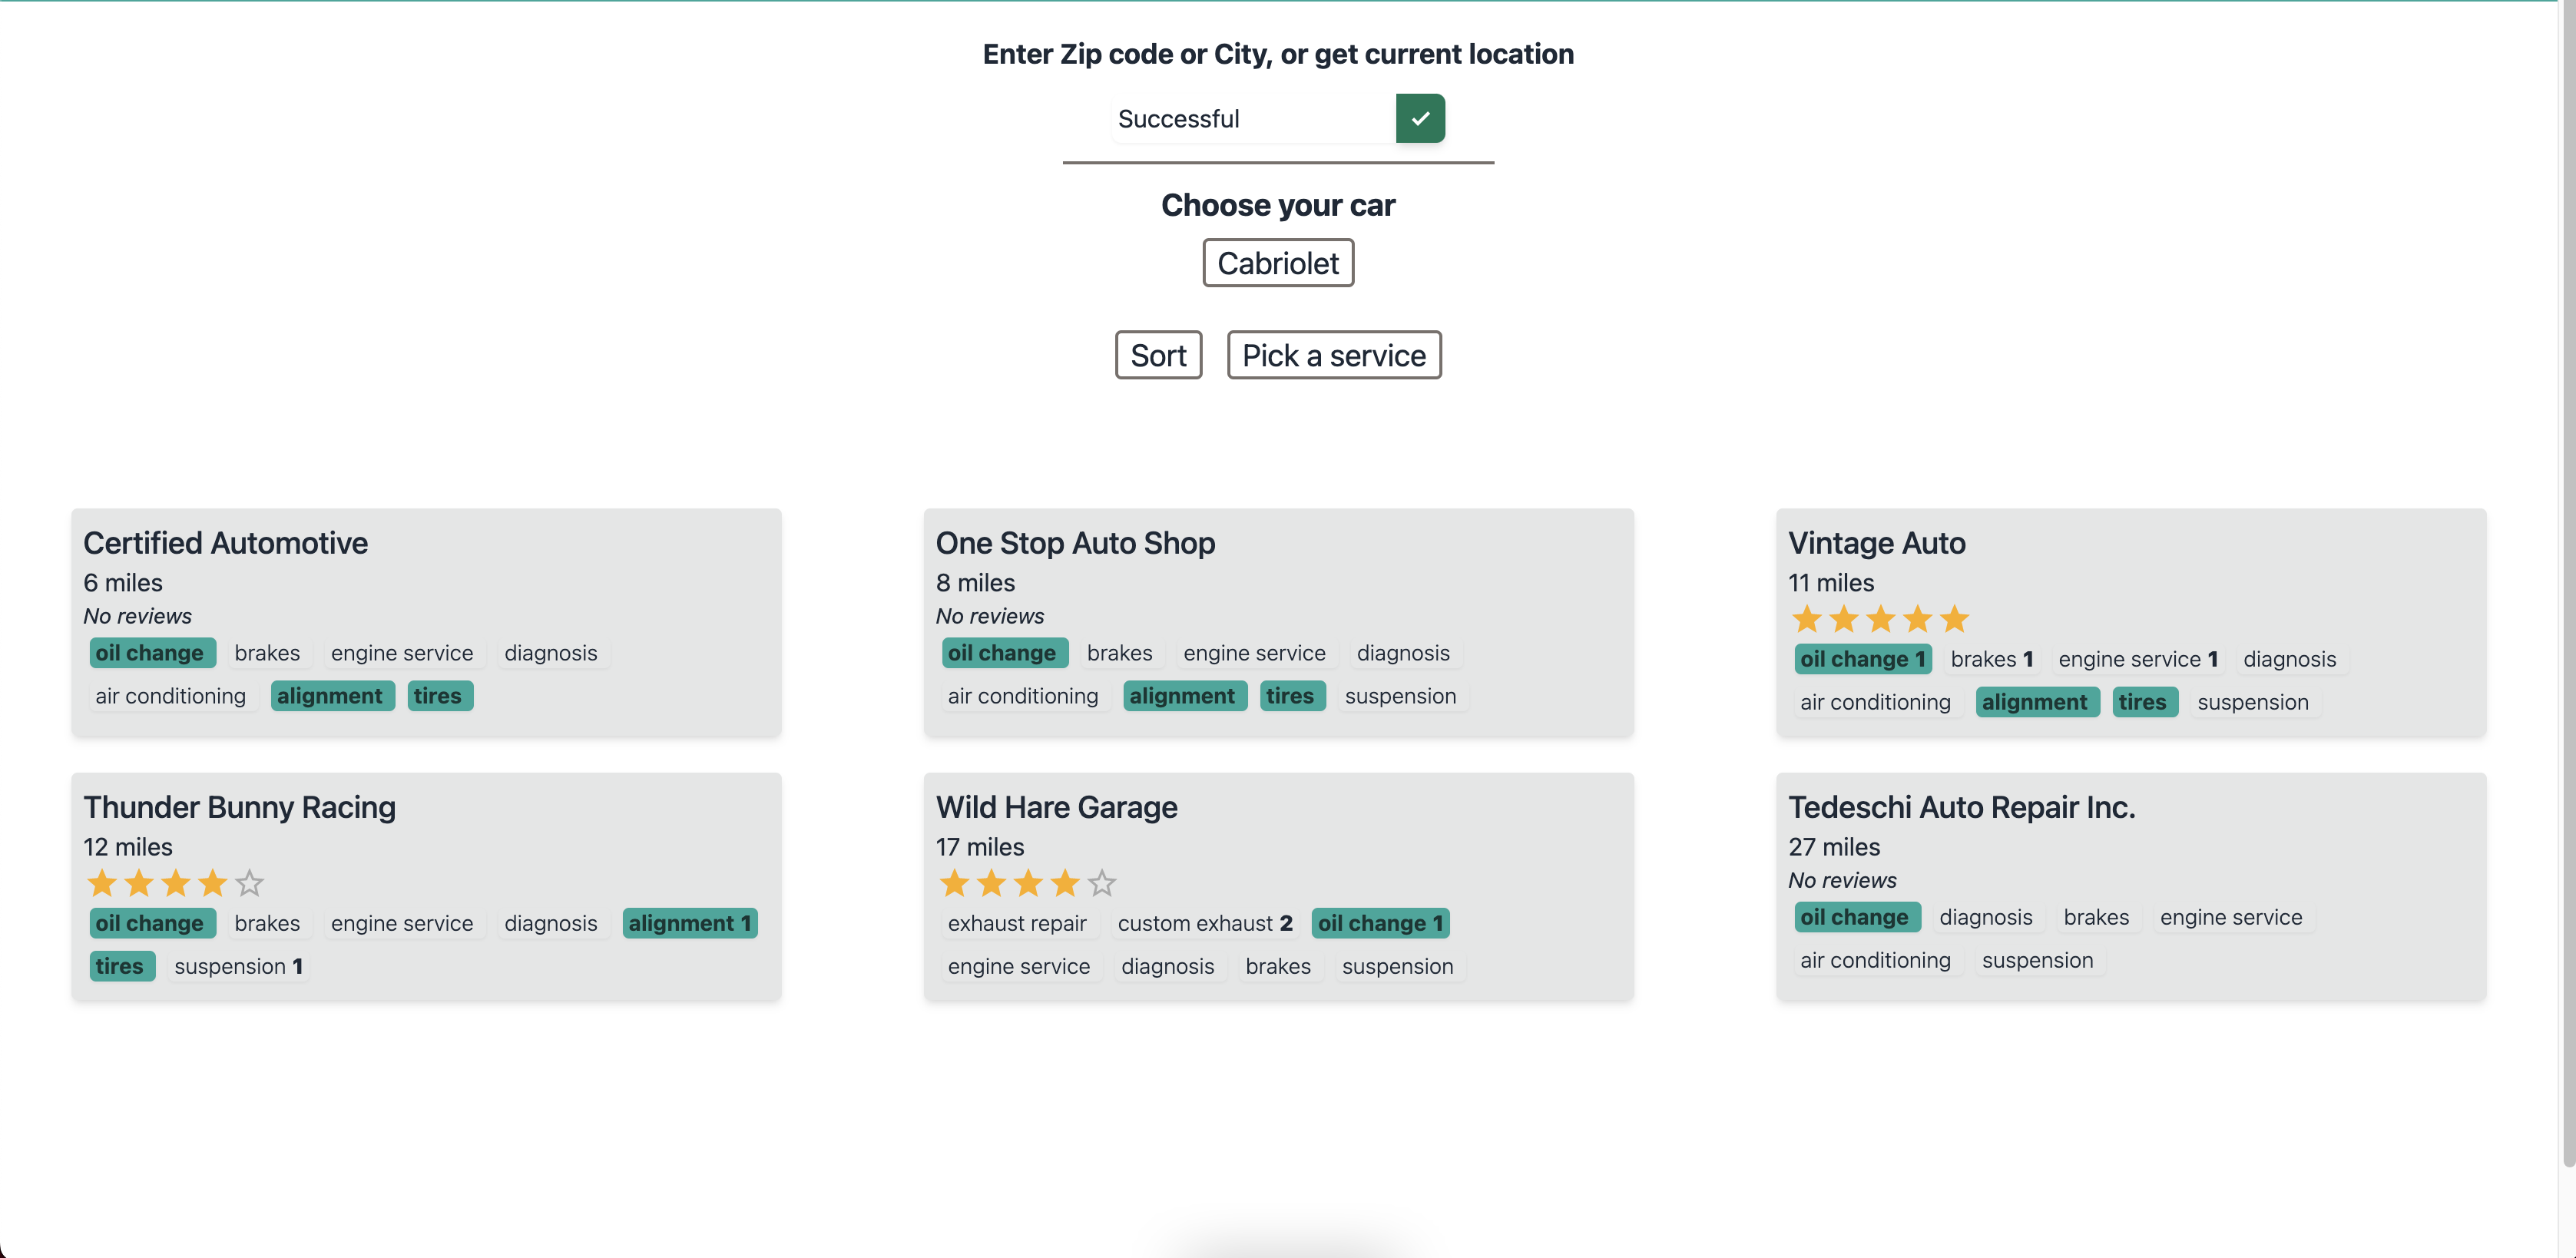 Enter Zip code or City, or get current location
Successful
Choose your car
Cabriolet
Sort Pick a service
Certified Automotive
6 miles
No reviews
oil change brakes engine service diagnosis
air conditioning alignment tires
One Stop Auto Shop
8 miles
No reviews
oil change brakes engine service diagnosis
air conditioning alignment tires suspension
Vintage Auto
11 miles
oil change 1 brakes 1 engine service 1 diagnosis
air conditioning alignment tires suspension
Thunder Bunny Racing
12 miles
oil change brakes engine service diagnosis alignment 1
tires suspension 1
Wild Hare Garage
17 miles
exhaust repair custom exhaust 2 oil change 1
engine service diagnosis brakes suspension
Tedeschi Auto Repair Inc.
27 miles
No reviews
oil change diagnosis brakes engine service
air conditioning suspension